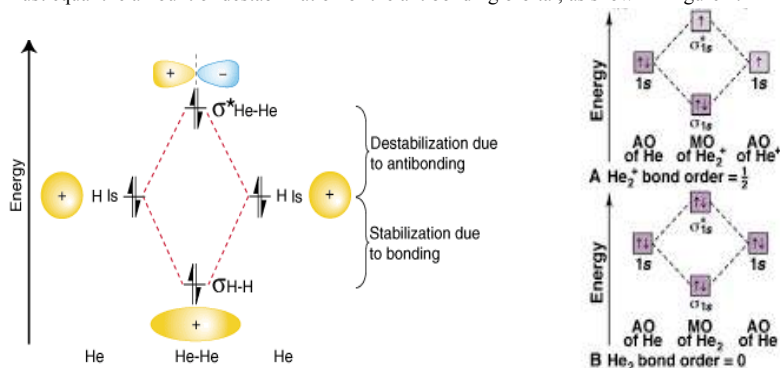 σ*He-He
Destabilization due
to antibonding
Energy
+
−
+
H ls
H ls
+
Stabilization due
to bonding
σH-H
+
He
He-He
He
Energy
↑
σ*1s
↑↓
1s
↑
1s
↑↓
σ1s
AO
of He
MO
of He2+
AO
of He+
A He2+ bond order = 1/2
Energy
↑↓
σ*1s
↑↓
1s
↑↓
1s
↑↓
σ1s
AO
of He
MO
of He2
AO
of He
B He2 bond order = 0